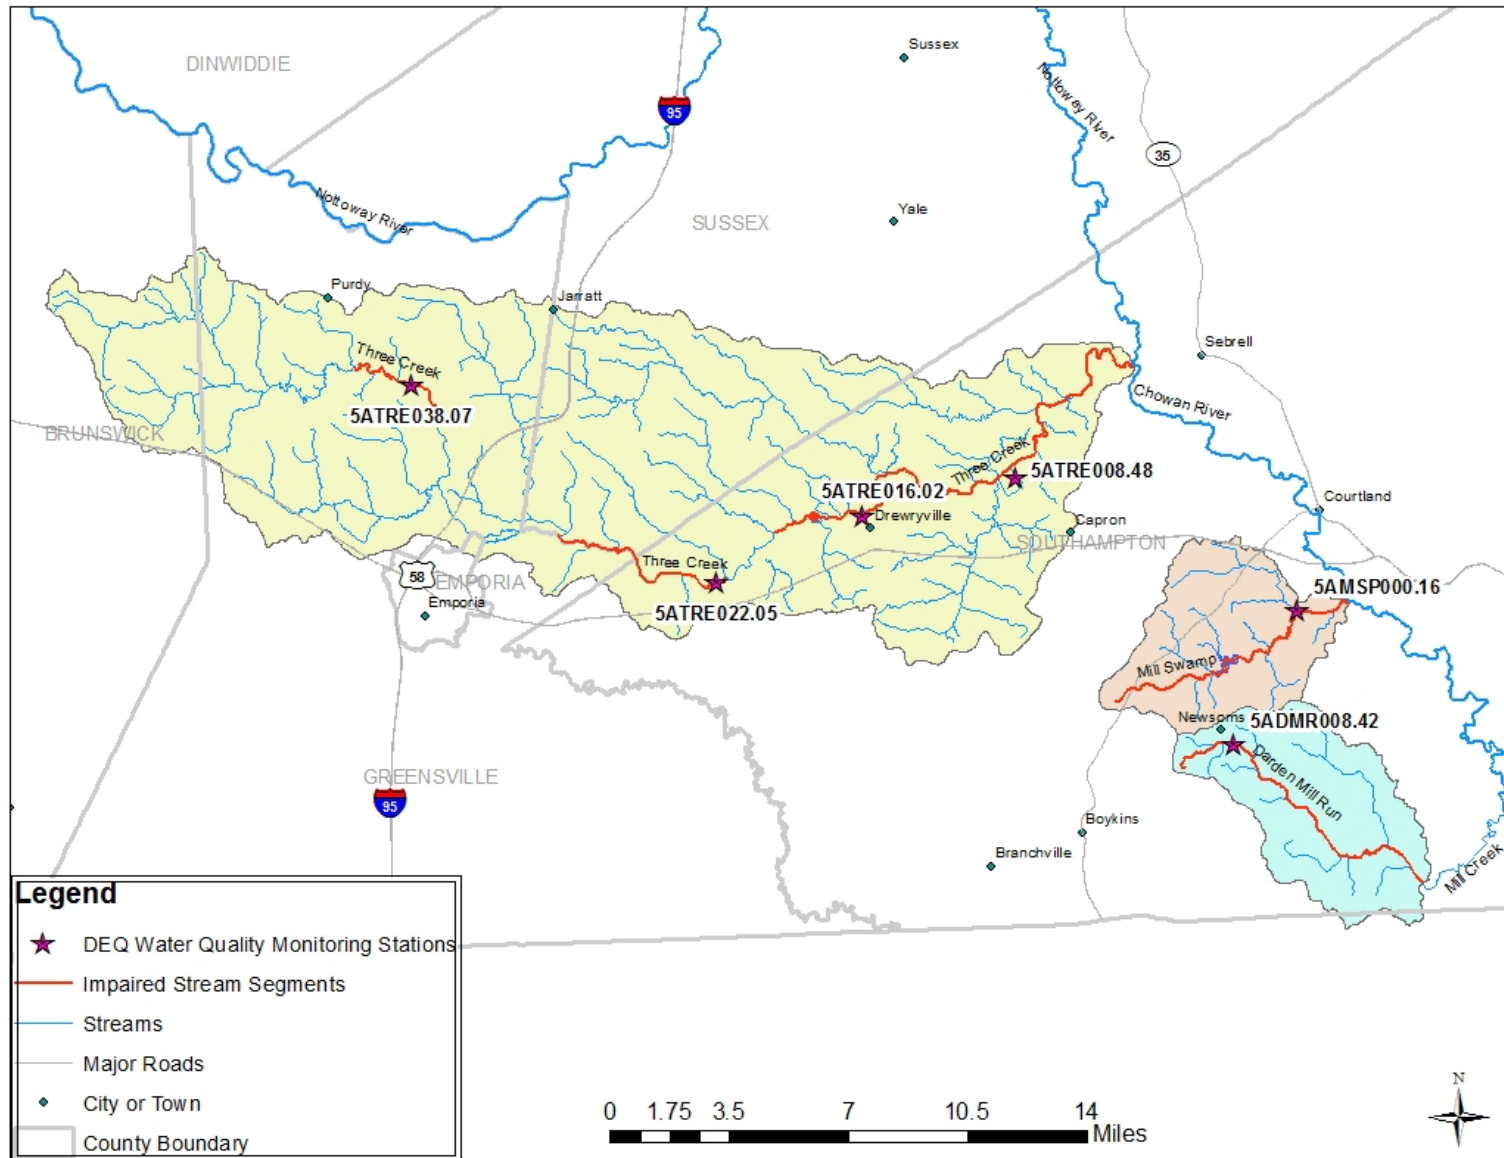 Sussex
DINWIDDIE
95
Nottoway River
35
Nottoway River
Yale
SUSSEX
Purdy
Jarratt
Sebrell
Three Creek
5ATRE038.07
Chowan River
BRUNSWICK
Three Creek
5ATRE008.48
5ATRE016.02
Courtland
Drewryville
Capron
SOUTHAMPTON
Three Creek
58
EMPORIA
5AMSP000.16
Emporia
5ATRE022.05
Mill Swamp
Newsoms
5ADMR008.42
GREENSVILLE
Darden Mill Run
95
Boykins
Branchville
Mill Creek
Legend
DEQ Water Quality Monitoring Stations
Impaired Stream Segments
Streams
Major Roads
City or Town
County Boundary
0 1.75 3.5 7 10.5 14
Miles
N